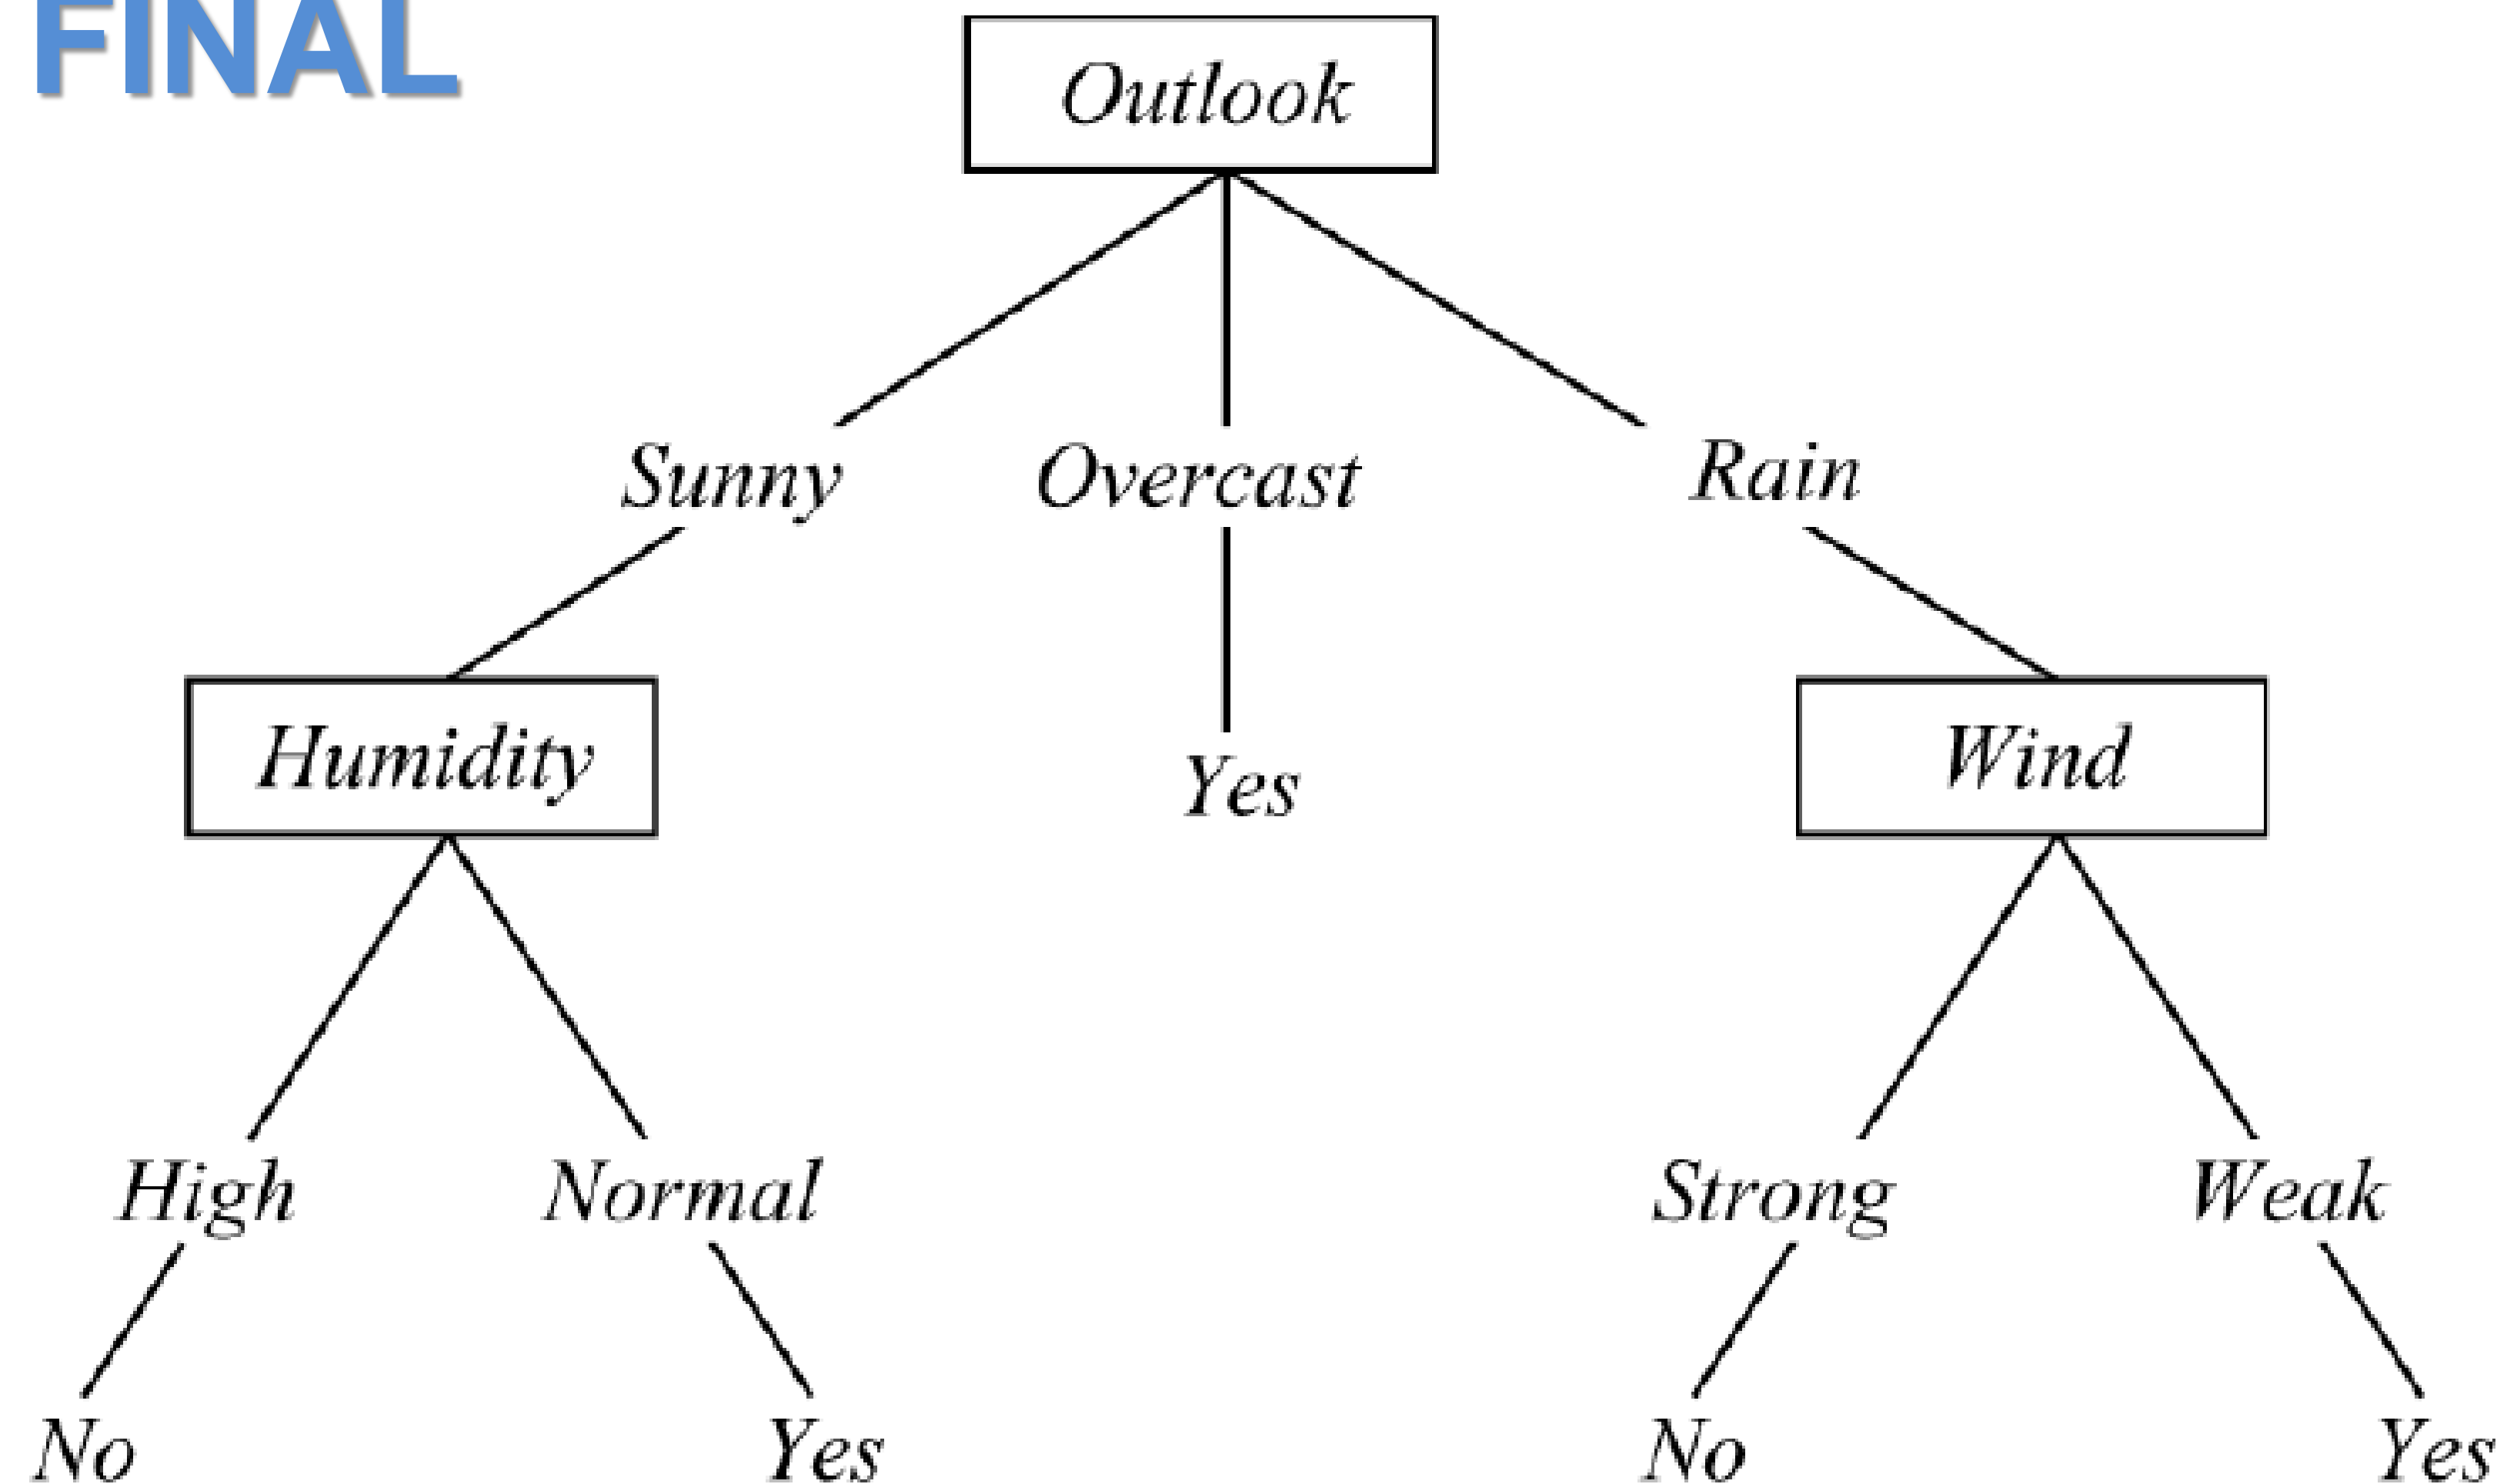 FINAL
Outlook
Sunny Overcast Rain
Humidity Yes Wind
High Normal Strong Weak
No Yes No Yes